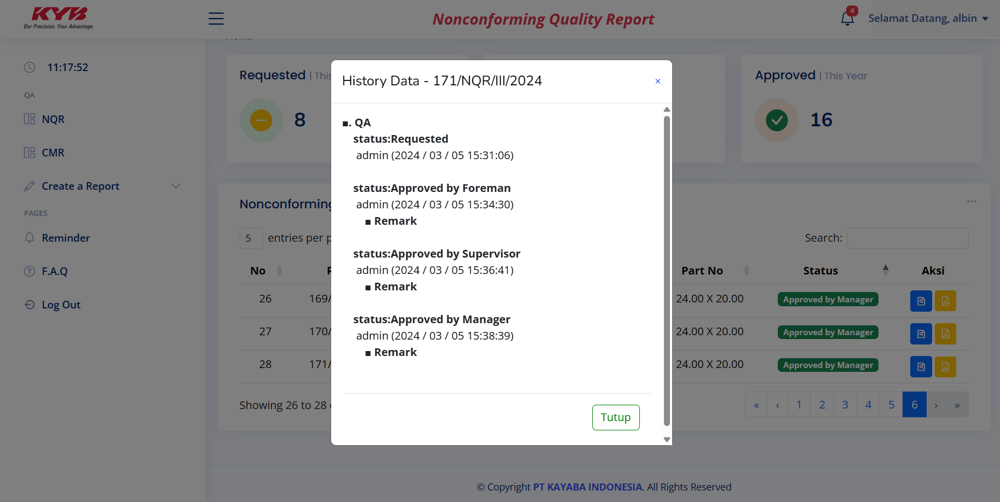 KYB
Our Precision, Your Advantage
Nonconforming Quality Report
4
Selamat Datang, albin
11:17:52
QA
NQR
CMR
Create a Report
PAGES
Reminder
F.A.Q
Log Out
Requested | This
8
Approved | This Year
16
History Data - 171/NQR/III/2024
×
■. QA
status:Requested
admin (2024 / 03 / 05 15:31:06)
status:Approved by Foreman
admin (2024 / 03 / 05 15:34:30)
■ Remark
status:Approved by Supervisor
admin (2024 / 03 / 05 15:36:41)
■ Remark
status:Approved by Manager
admin (2024 / 03 / 05 15:38:39)
■ Remark
Tutup
Nonconforming
5 entries per p
Search:
No Part No Status Aksi
26 169/ 24.00 X 20.00 Approved by Manager
27 170/ 24.00 X 20.00 Approved by Manager
28 171/ 24.00 X 20.00 Approved by Manager
Showing 26 to 28
« ‹ 1 2 3 4 5 6 › »
© Copyright PT KAYABA INDONESIA. All Rights Reserved